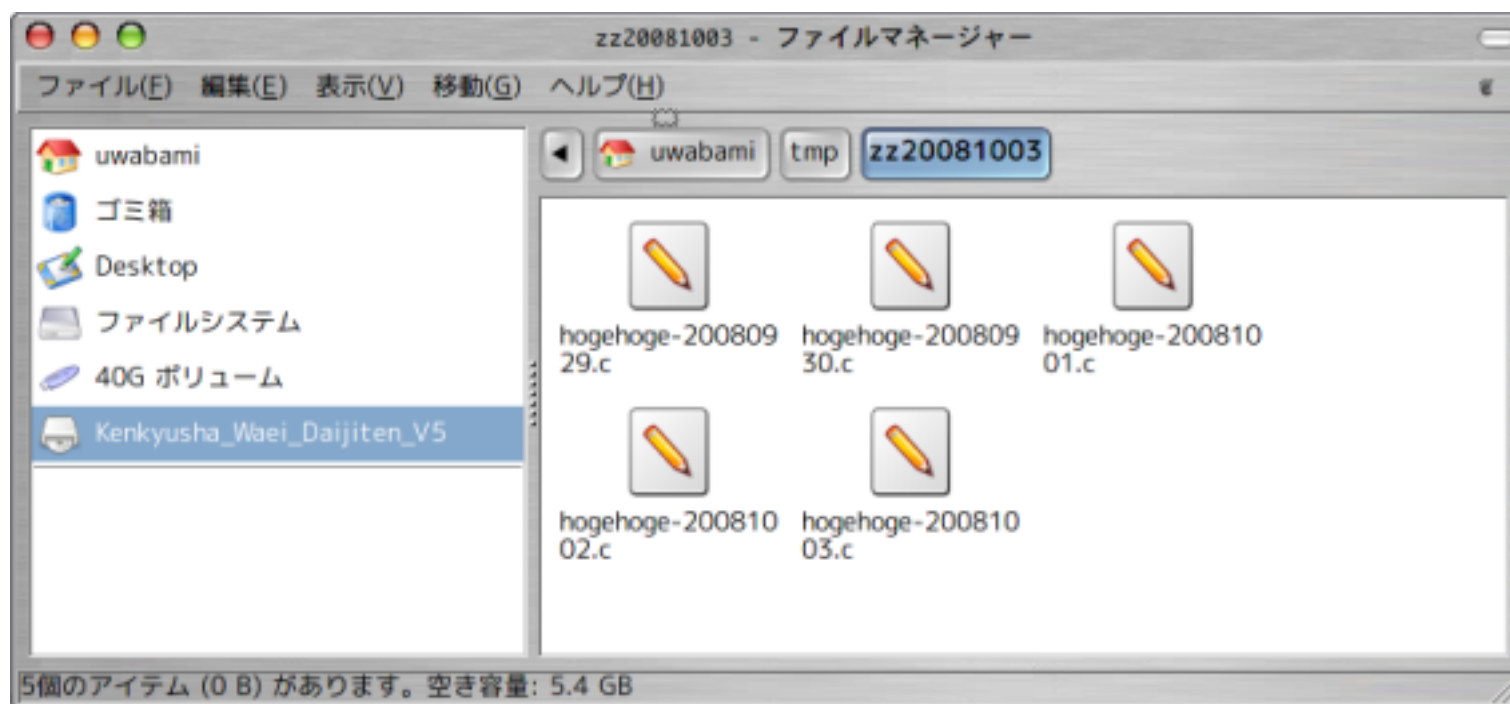 zz20081003 - ファイルマネージャー
ファイル(F) 編集(E) 表示(V) 移動(G) ヘルプ(H)
uwabami
ゴミ箱
Desktop
ファイルシステム
40G ボリューム
Kenkyusha_Waei_Daijiten_V5
uwabami tmp zz20081003
hogehoge-200809
29.c
hogehoge-200809
30.c
hogehoge-200810
01.c
hogehoge-200810
02.c
hogehoge-200810
03.c
5個のアイテム (0 B) があります。空き容量: 5.4 GB